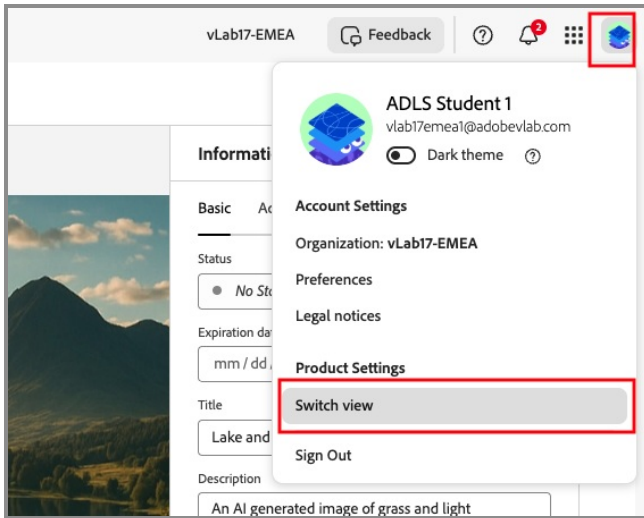 vLab17-EMEA Feedback 2
ADLS Student 1
vlab17emea1@adobevlab.com
Dark theme
Informati
Basic Ac
Account Settings
Organization: vLab17-EMEA
Status
No Sta
Preferences
Legal notices
Expiration da
mm / dd /
Product Settings
Title
Switch view
Lake and
Sign Out
Description
An AI generated image of grass and light